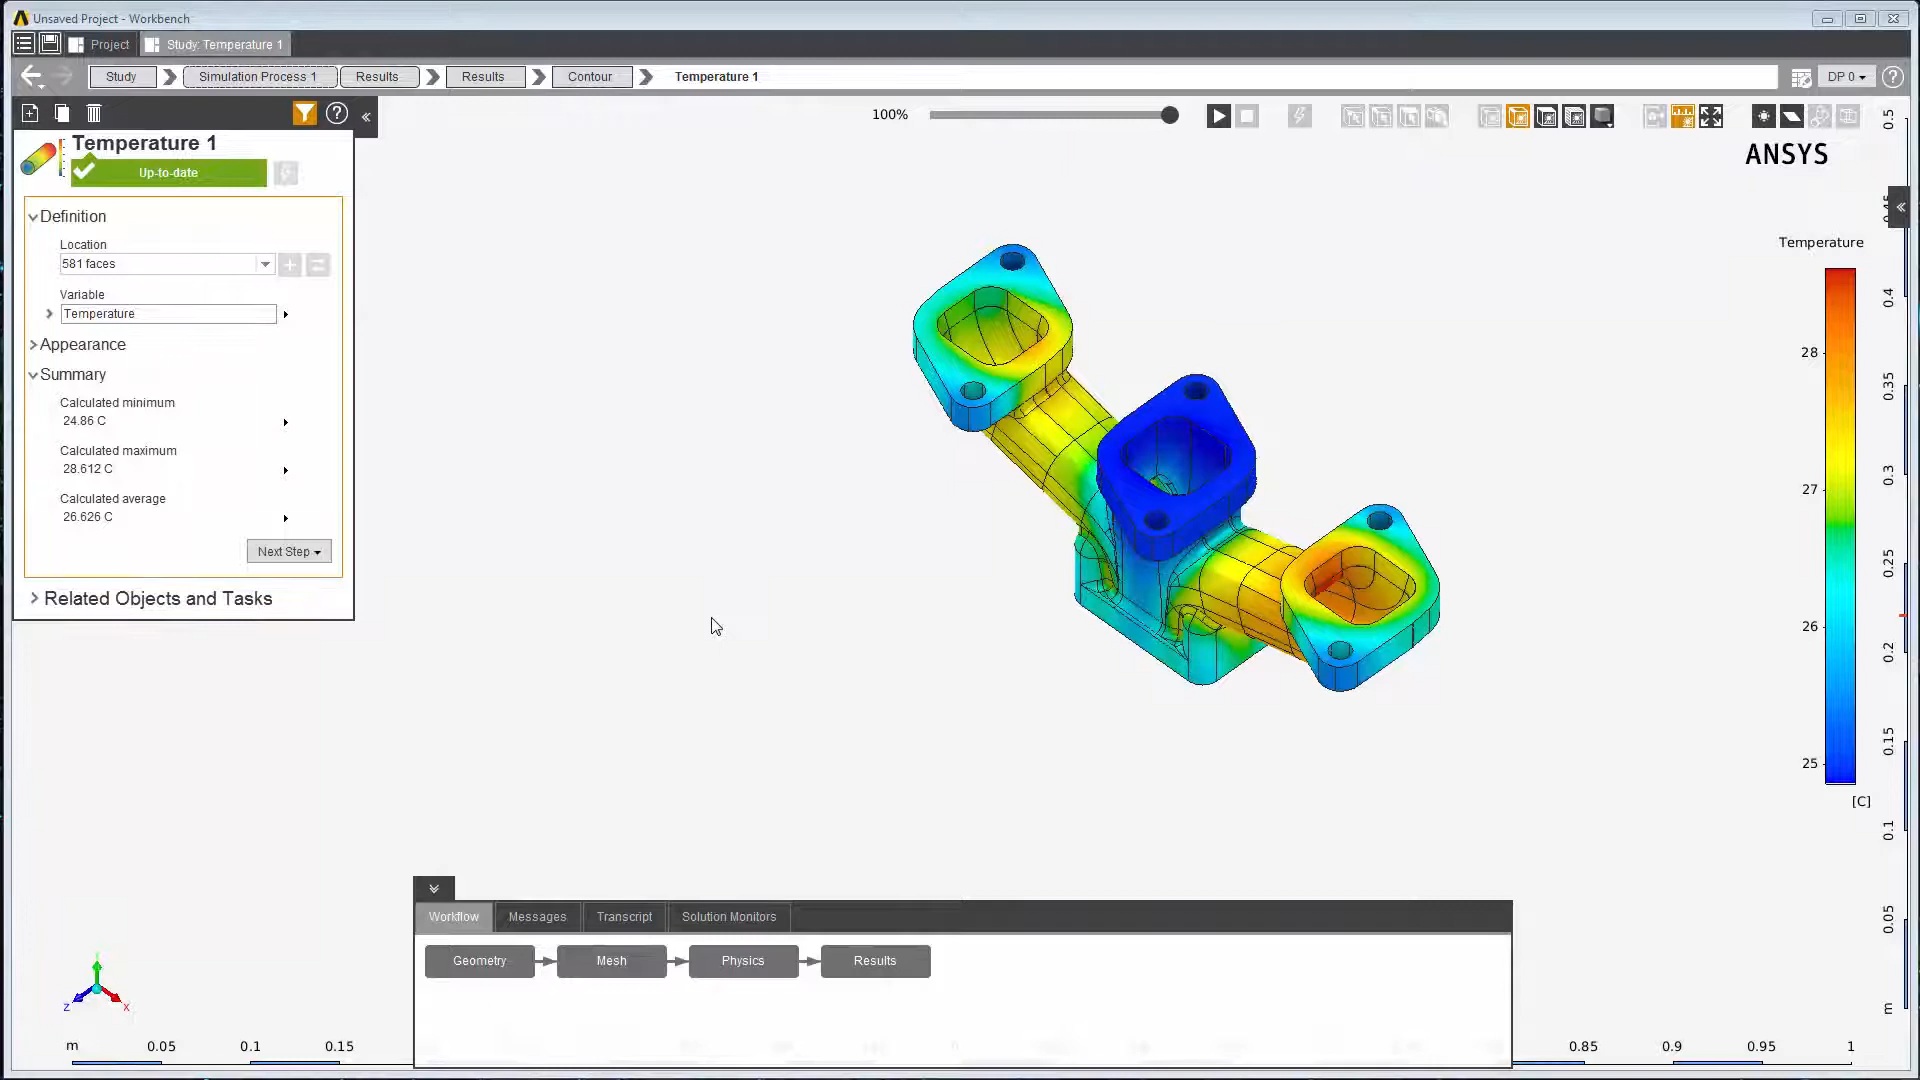 Unsaved Project - Workbench
Project
Study: Temperature 1
Study
Simulation Process 1
Results
Results
Contour
Temperature 1
DP 0
?
?
100%
0.5
Temperature 1
Up-to-date
ANSYS
Definition
Location
581 faces
Variable
Temperature
Appearance
Summary
Calculated minimum
24.86 C
Calculated maximum
28.612 C
Calculated average
26.626 C
Next Step
Related Objects and Tasks
Temperature
28
27
26
25
[C]
0.4
0.35
0.3
0.25
0.2
0.15
0.1
0.05
m
Workflow
Messages
Transcript
Solution Monitors
Geometry
Mesh
Physics
Results
Z
X
m
0.05
0.1
0.15
0.85
0.9
0.95
1